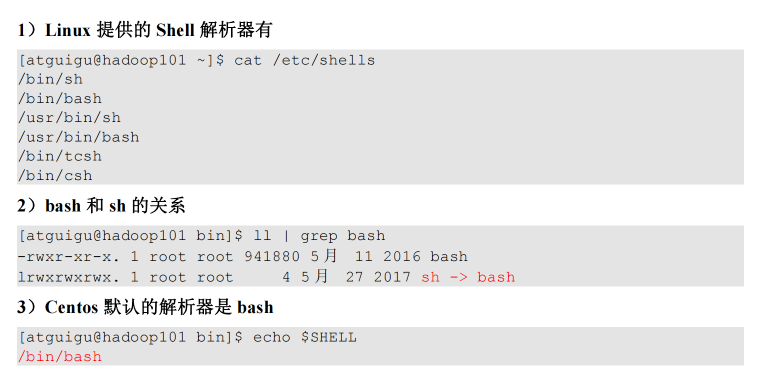 1）Linux 提供的 Shell 解析器有
[atguigu@hadoop101 ~]$ cat /etc/shells
/bin/sh
/bin/bash
/usr/bin/sh
/usr/bin/bash
/bin/tcsh
/bin/csh
2）bash 和 sh 的关系
[atguigu@hadoop101 bin]$ ll | grep bash
-rwxr-xr-x. 1 root root 941880 5月  11 2016 bash
lrwxrwxrwx. 1 root root      4 5月  27 2017 sh -> bash
3）Centos 默认的解析器是 bash
[atguigu@hadoop101 bin]$ echo $SHELL
/bin/bash